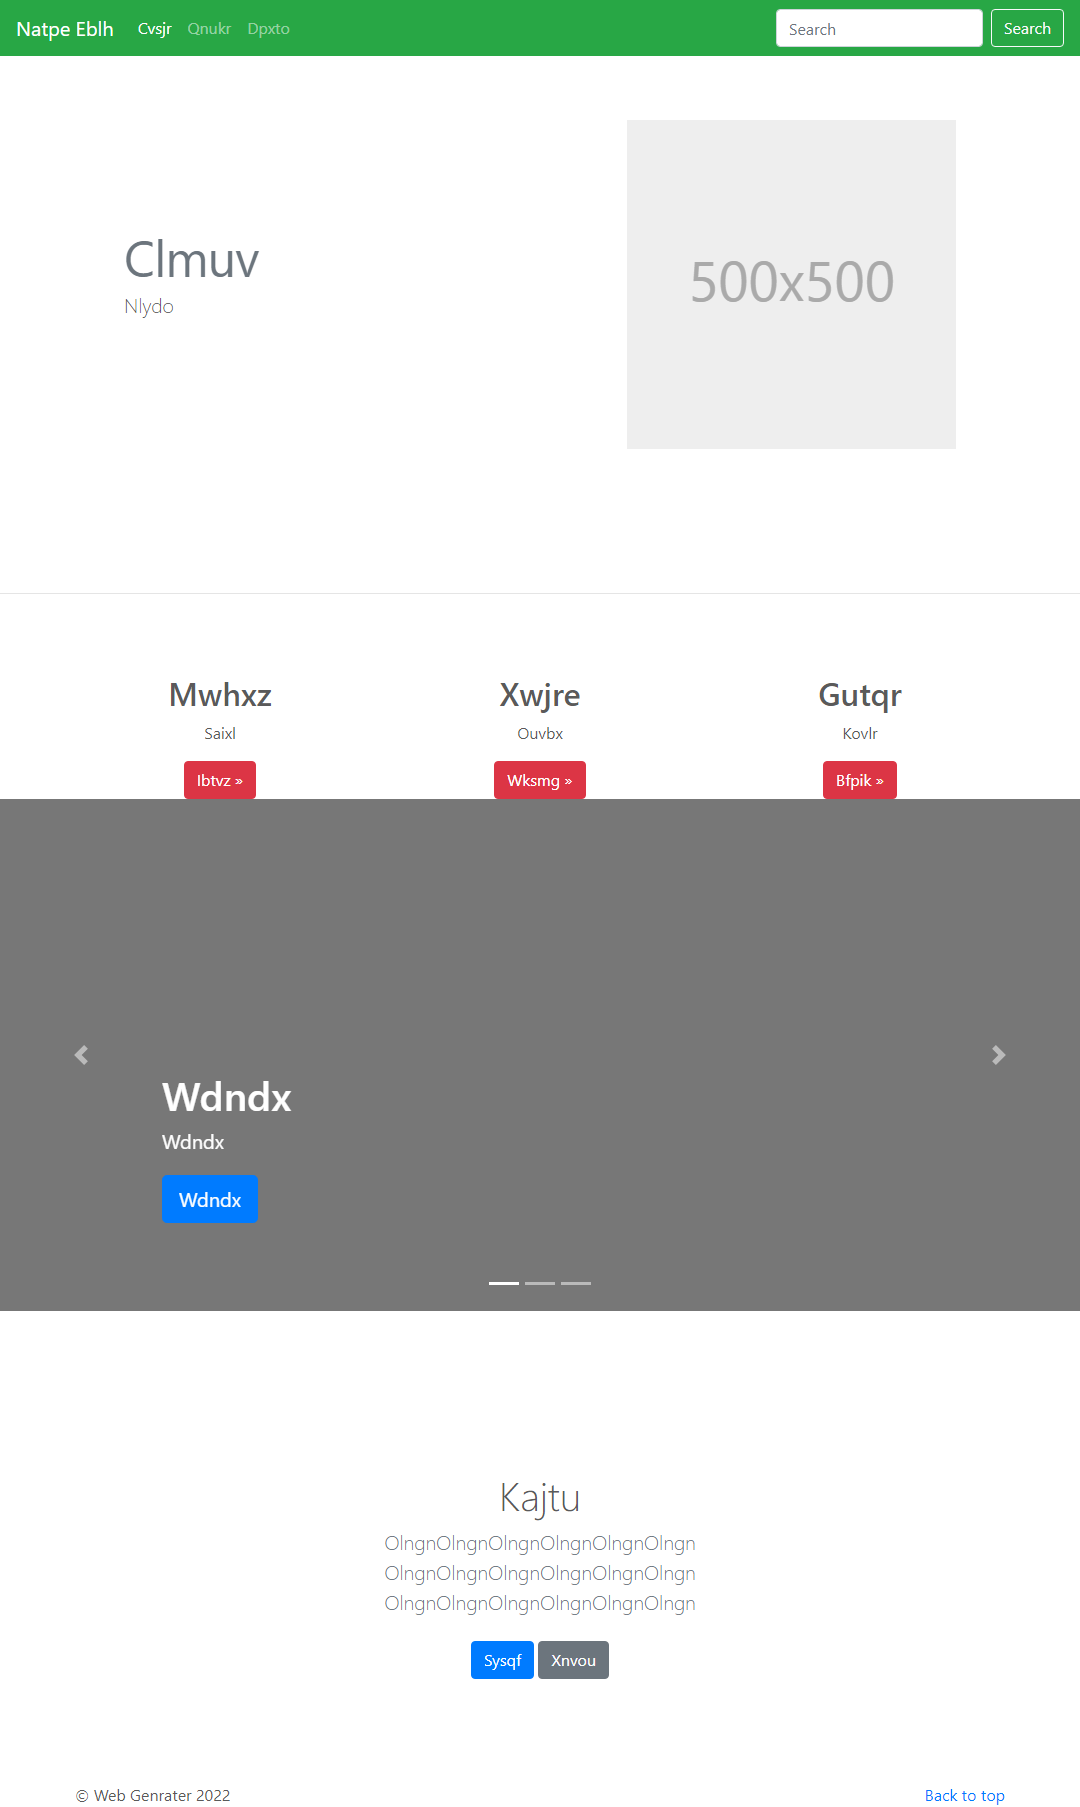 Natpe Eblh Cvsjr Qnukr Dpxto Search Search
Clmuv
Nlydo
500x500
Mwhxz Xwjre Gutqr
Saixl Ouvbx Kovlr
Ibtvz » Wksmg » Bfpik »
Wdndx
Wdndx
Wdndx
Kajtu
OlngnOlngnOlngnOlngnOlngnOlngn
OlngnOlngnOlngnOlngnOlngnOlngn
OlngnOlngnOlngnOlngnOlngnOlngn
Sysqf Xnvou
© Web Genrater 2022 Back to top